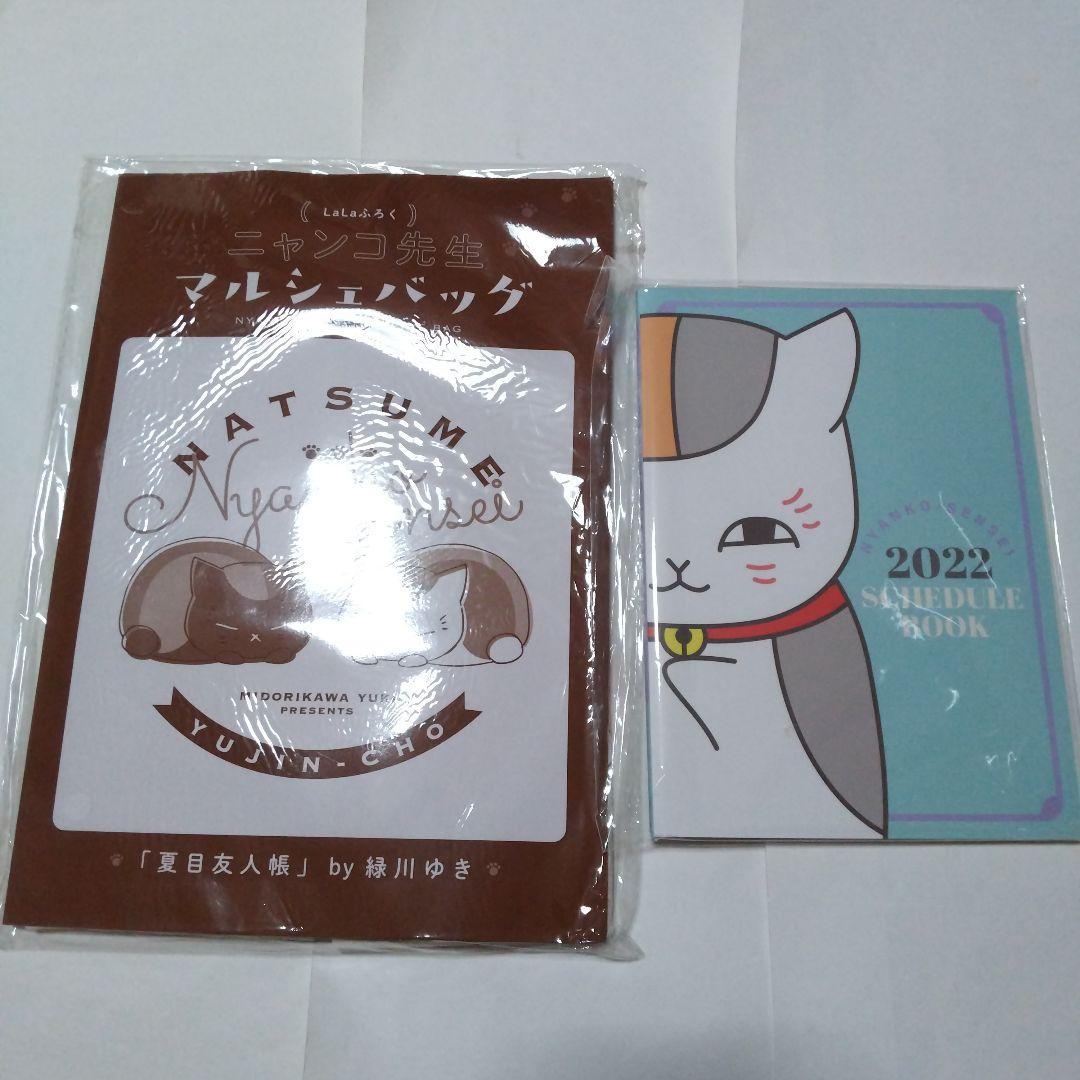 (LaLaふろく)
ニャンコ先生
マルシェバッグ
BAG
NATSUME
MIDORIKAWA
PRESENTS
YUJIN-CHO
「夏目友人帳」by 緑川ゆき
NYANKO SENSEI
2022
SCHEDULE
BOOK